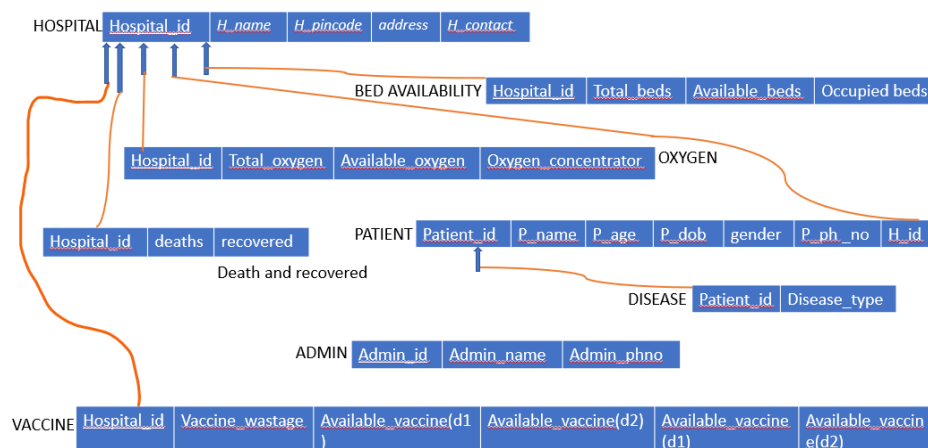 HOSPITAL Hospital_id H_name H_pincode address H_contact
BED AVAILABILITY Hospital_id Total_beds Available_beds Occupied beds
Hospital_id Total_oxygen Available_oxygen Oxygen_concentrator OXYGEN
Hospital_id deaths recovered
Death and recovered
PATIENT Patient_id P_name P_age P_dob gender P_ph_no H_id
DISEASE Patient_id Disease_type
ADMIN Admin_id Admin_name Admin_phno
VACCINE Hospital_id Vaccine_wastage Available_vaccine(d1 Available_vaccine(d2) Available_vaccine Available_vaccin
) (d1) e(d2)